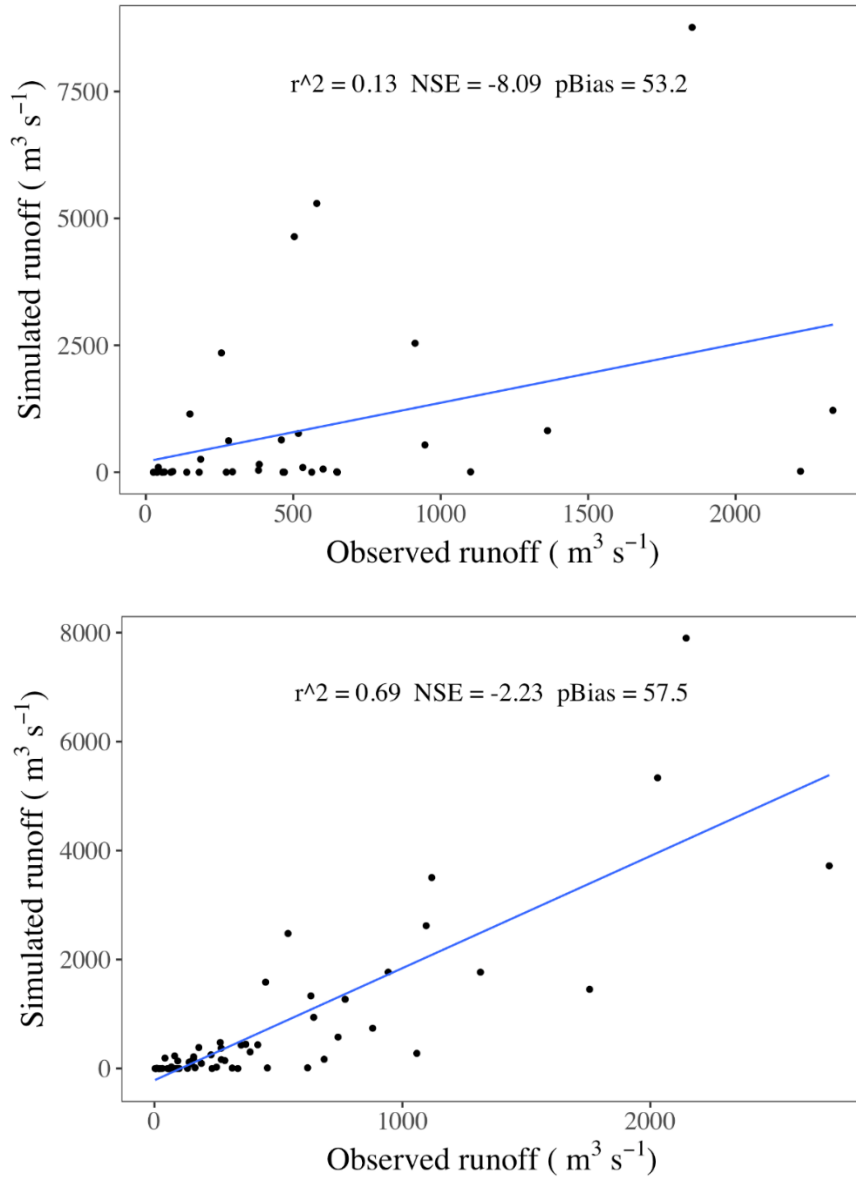 7500
5000
2500
0
Simulated runoff ( m³ s⁻¹)
r^2 = 0.13 NSE = -8.09 pBias = 53.2
0 500 1000 1500 2000
Observed runoff ( m³ s⁻¹)
8000
6000
4000
2000
0
Simulated runoff ( m³ s⁻¹)
r^2 = 0.69 NSE = -2.23 pBias = 57.5
0 1000 2000
Observed runoff ( m³ s⁻¹)